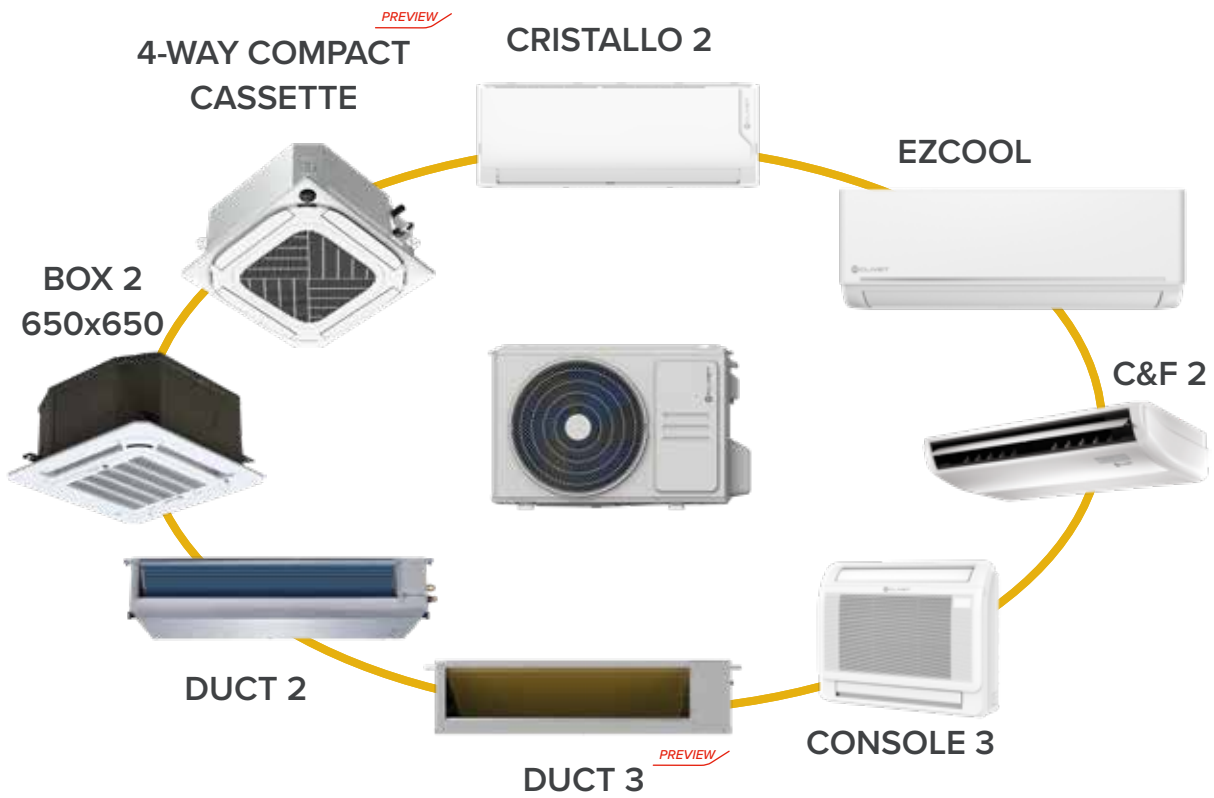 PREVIEW
4-WAY COMPACT
CASSETTE
CRISTALLO 2
EZCOOL
CLIVET
BOX 2
650x650
C&F 2
DUCT 2
CONSOLE 3
DUCT 3
PREVIEW